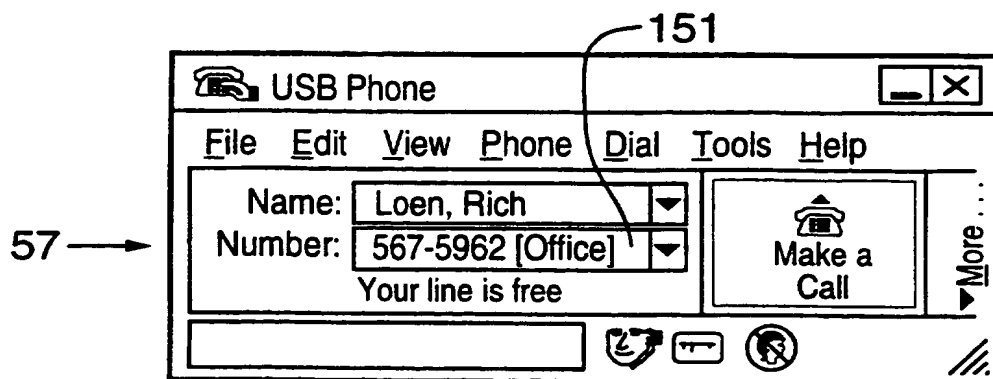 151
USB Phone
File Edit View Phone Dial Tools Help
Name: Loen, Rich
57 Number: 567-5962 [Office]
Your line is free
Make a
Call
More ...